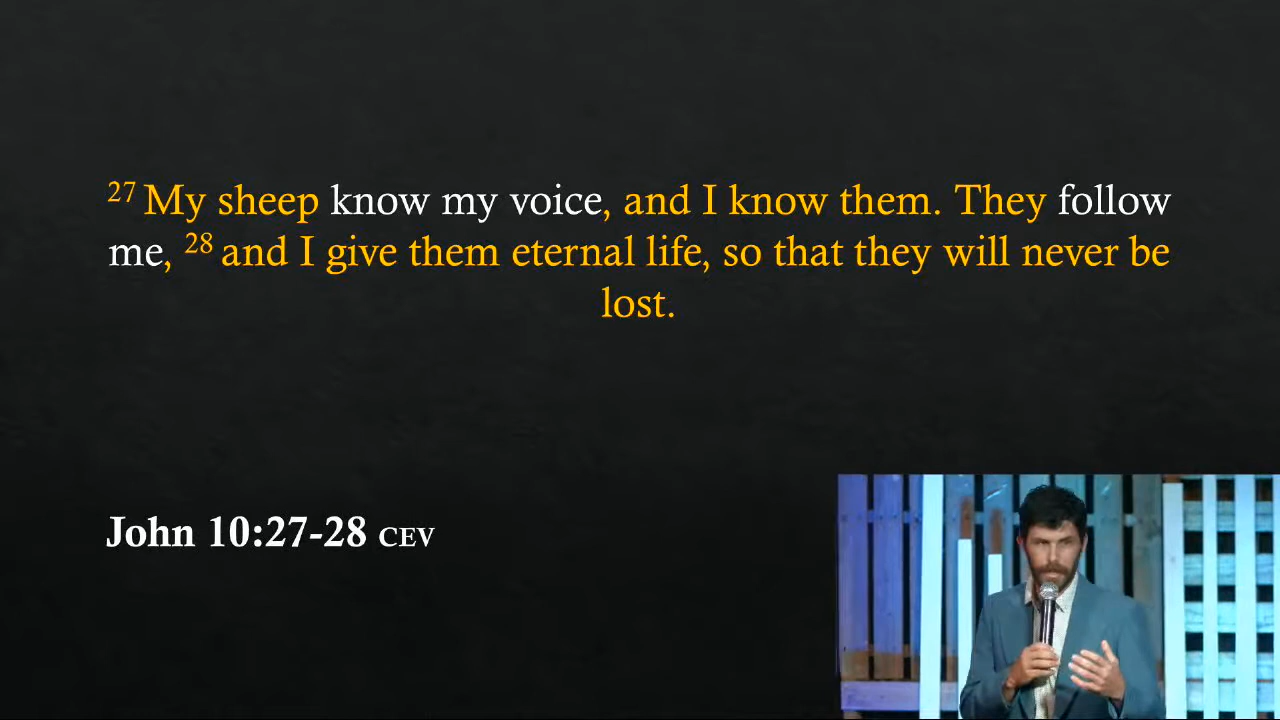 27 My sheep know my voice, and I know them. They follow
me, 28 and I give them eternal life, so that they will never be
lost.
John 10:27-28 CEV